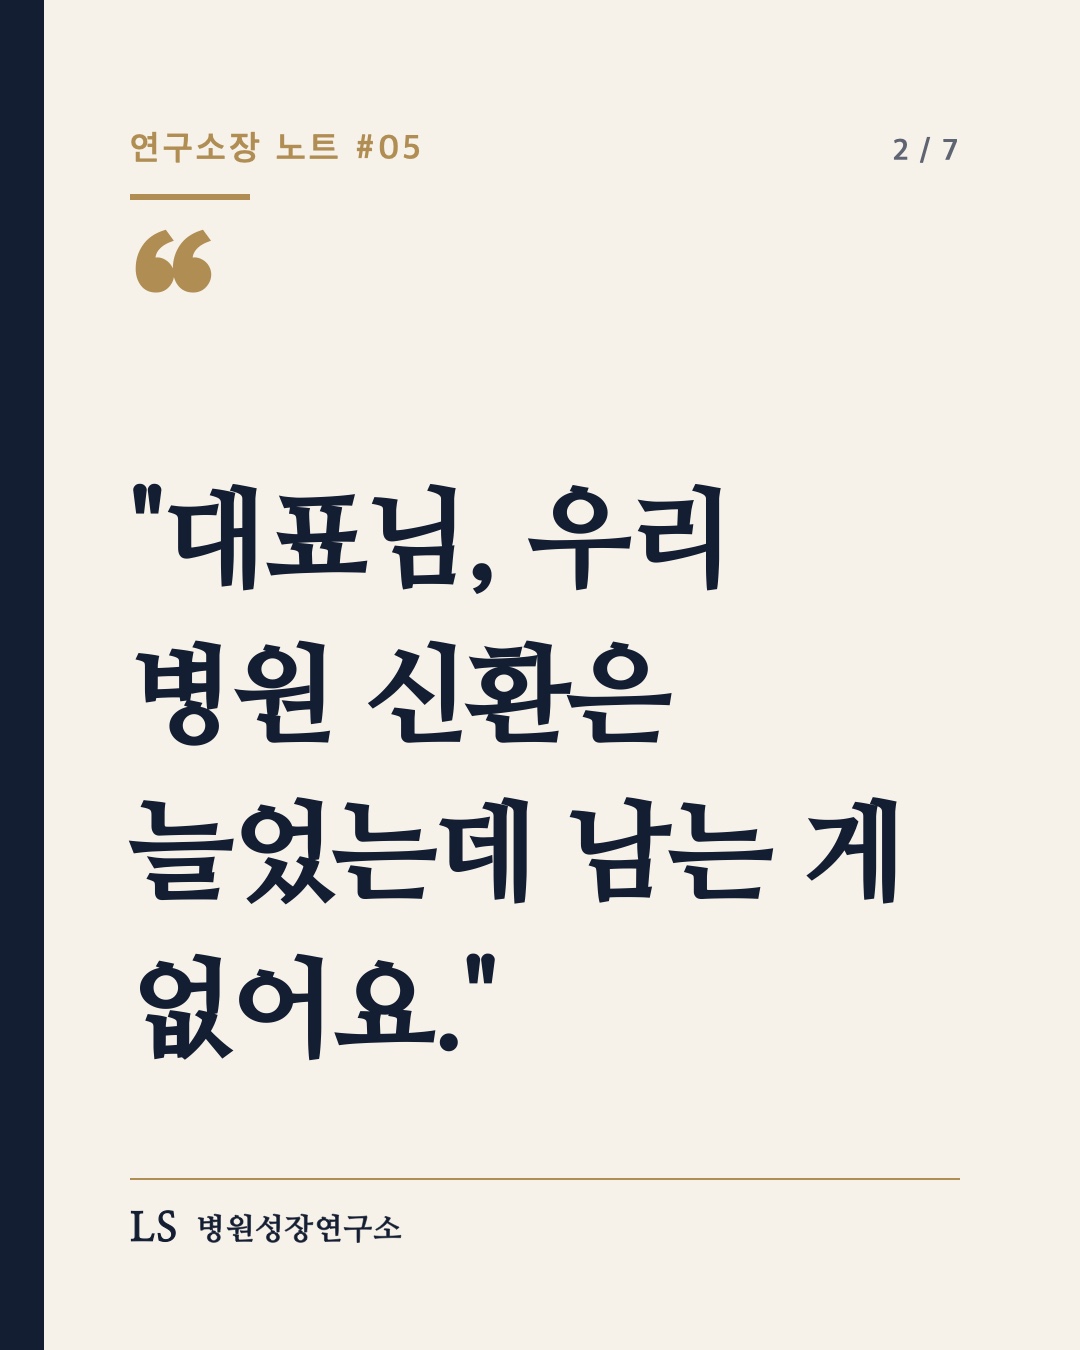 연구소장 노트 #05
2 / 7
“
"대표님, 우리
병원 신환은
늘었는데 남는 게
없어요."
LS 병원성장연구소